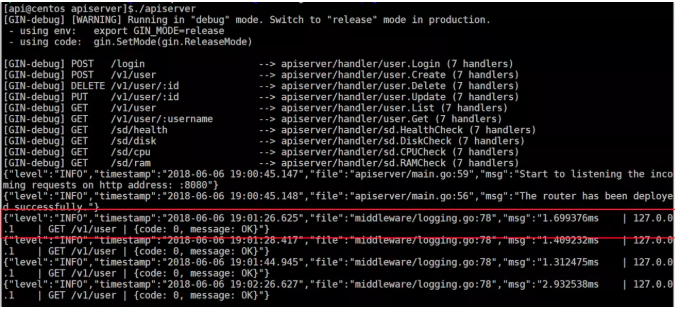 [api@centos apiserver]$./apiserver
[GIN-debug] [WARNING] Running in "debug" mode. Switch to "release" mode in production.
 - using env:   export GIN_MODE=release
 - using code:  gin.SetMode(gin.ReleaseMode)
[GIN-debug] POST   /login                    --> apiserver/handler/user.Login (7 handlers)
[GIN-debug] POST   /v1/user                  --> apiserver/handler/user.Create (7 handlers)
[GIN-debug] DELETE /v1/user/:id              --> apiserver/handler/user.Delete (7 handlers)
[GIN-debug] PUT    /v1/user/:id              --> apiserver/handler/user.Update (7 handlers)
[GIN-debug] GET    /v1/user                  --> apiserver/handler/user.List (7 handlers)
[GIN-debug] GET    /v1/user/:username        --> apiserver/handler/user.Get (7 handlers)
[GIN-debug] GET    /sd/health                --> apiserver/handler/sd.HealthCheck (7 handlers)
[GIN-debug] GET    /sd/disk                  --> apiserver/handler/sd.DiskCheck (7 handlers)
[GIN-debug] GET    /sd/cpu                   --> apiserver/handler/sd.CPUCheck (7 handlers)
[GIN-debug] GET    /sd/ram                   --> apiserver/handler/sd.RAMCheck (7 handlers)
{"level":"INFO","timestamp":"2018-06-06 19:00:45.147","file":"apiserver/main.go:59","msg":"Start to listening the inco
ming requests on http address: :8080"}
{"level":"INFO","timestamp":"2018-06-06 19:00:45.148","file":"apiserver/main.go:56","msg":"The router has been deploye
d successfully."}
{"level":"INFO","timestamp":"2018-06-06 19:01:26.625","file":"middleware/logging.go:78","msg":"1.699376ms    | 127.0.0
.1    | GET /v1/user | {code: 0, message: OK}"}
{"level":"INFO","timestamp":"2018-06-06 19:01:28.417","file":"middleware/logging.go:78","msg":"1.409232ms    | 127.0.0
.1    | GET /v1/user | {code: 0, message: OK}"}
{"level":"INFO","timestamp":"2018-06-06 19:01:44.945","file":"middleware/logging.go:78","msg":"1.312475ms    | 127.0.0
.1    | GET /v1/user | {code: 0, message: OK}"}
{"level":"INFO","timestamp":"2018-06-06 19:02:26.627","file":"middleware/logging.go:78","msg":"2.932538ms    | 127.0.0
.1    | GET /v1/user | {code: 0, message: OK}"}